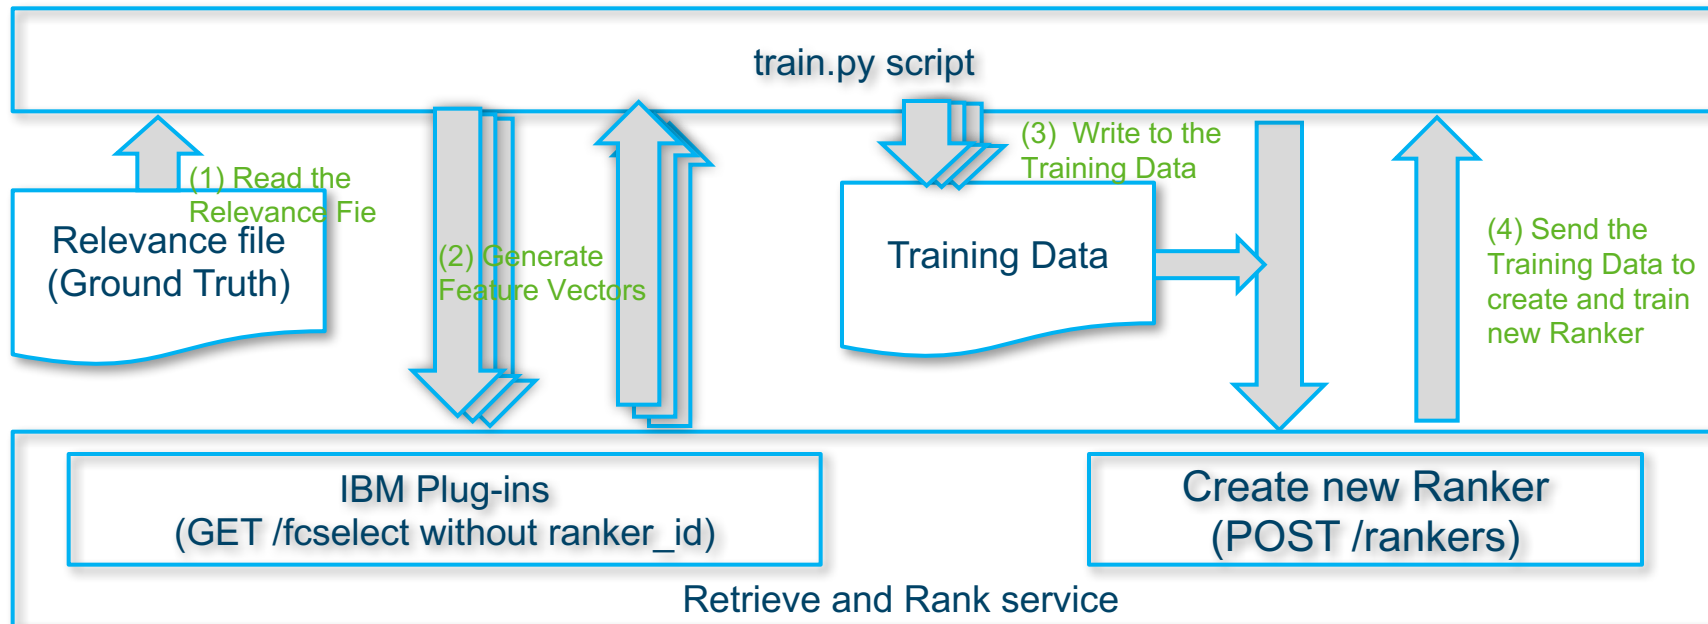 train.py script
(1) Read the
Relevance Fie
Relevance file
(Ground Truth)
(2) Generate
Feature Vectors
(3) Write to the
Training Data
Training Data
(4) Send the
Training Data to
create and train
new Ranker
IBM Plug-ins
(GET /fcselect without ranker_id)
Create new Ranker
(POST /rankers)
Retrieve and Rank service